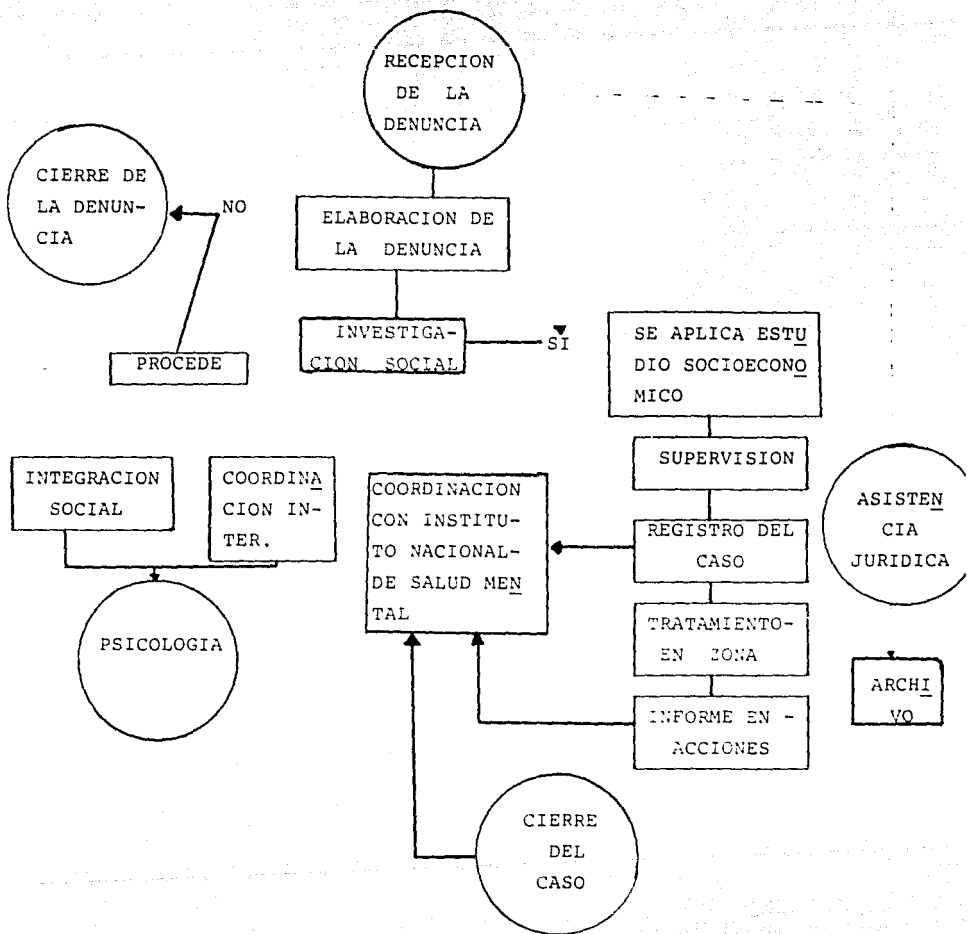 RECEPCION
DE LA
DENUNCIA
CIERRE DE
LA DENUN-
CIA
NO
ELABORACION DE
LA DENUNCIA
INVESTIGA-
CION SOCIAL
SI
PROCEDE
SE APLICA ESTU
DIO SOCIOECONO
MICO
SUPERVISION
INTEGRACION
SOCIAL
COORDINA
CION IN-
TER.
COORDINACION
CON INSTITU-
TO NACIONAL-
DE SALUD MEN
TAL
REGISTRO DEL
CASO
ASISTEN
CIA
JURIDICA
PSICOLOGIA
TRATAMIENTO-
EN ZONA
ARCHI
VO
INFORME EN -
ACCIONES
CIERRE
DEL
CASO